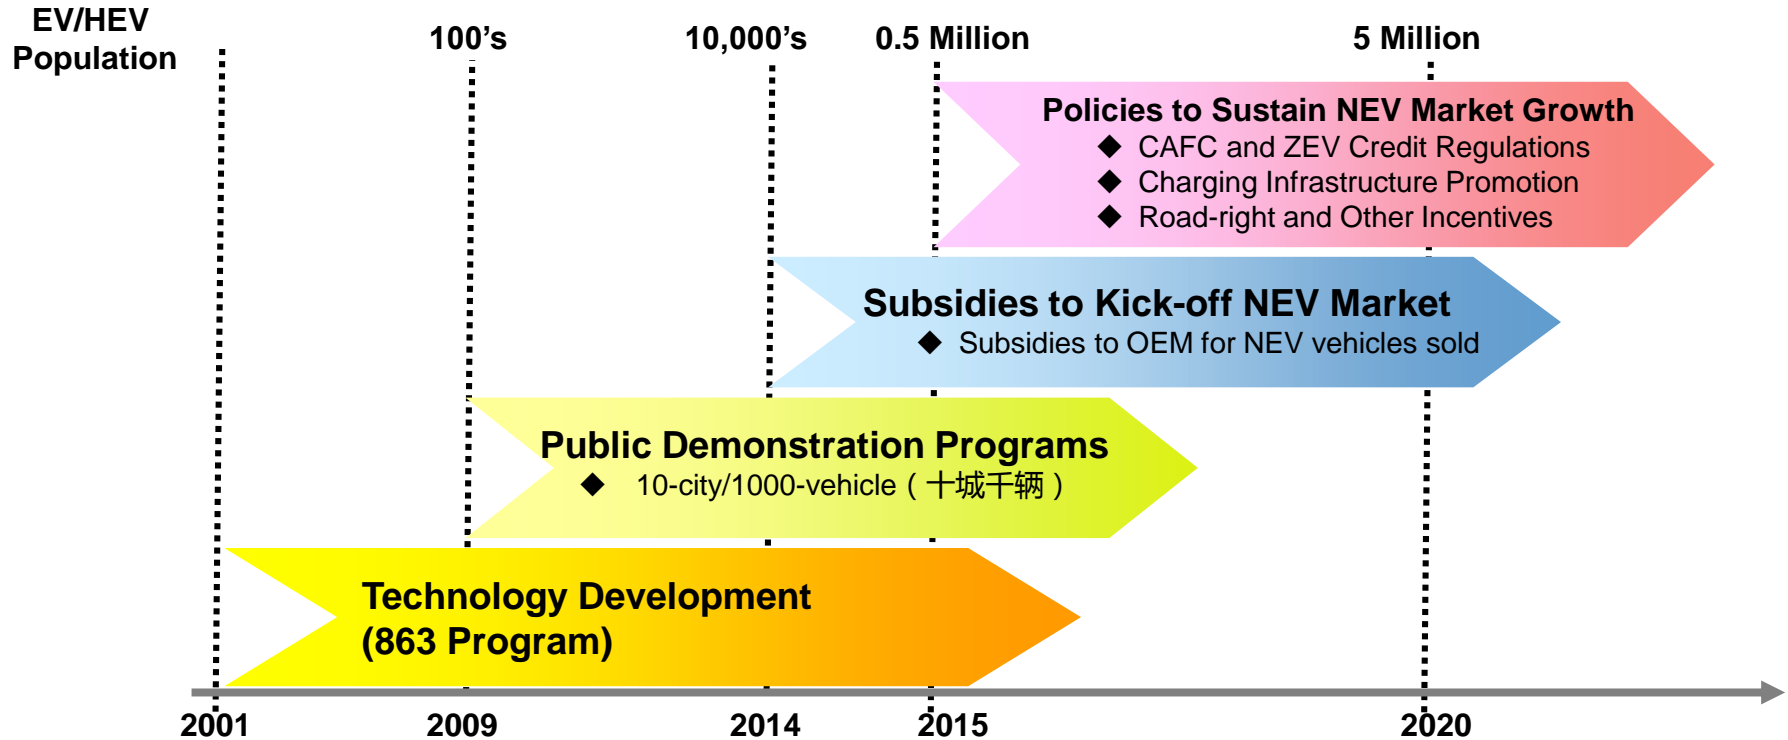 EV/HEV
Population
100’s
10,000’s
0.5 Million
5 Million
Policies to Sustain NEV Market Growth
◆ CAFC and ZEV Credit Regulations
◆ Charging Infrastructure Promotion
◆ Road-right and Other Incentives
Subsidies to Kick-off NEV Market
◆ Subsidies to OEM for NEV vehicles sold
Public Demonstration Programs
◆ 10-city/1000-vehicle（十城千辆）
Technology Development
(863 Program)
2001
2009
2014
2015
2020